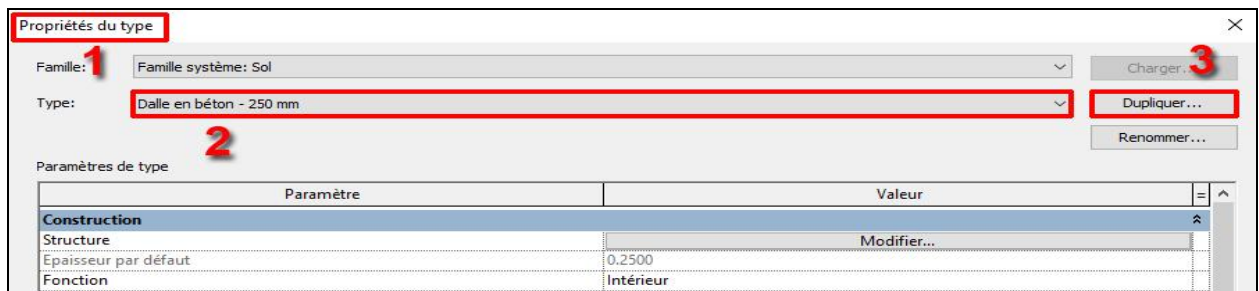 Propriétés du type
1
3
Famille:
Famille système: Sol
Charger...
Type:
Dalle en béton - 250 mm
Dupliquer...
2
Renommer...
Paramètres de type
Paramètre Valeur =
Construction
Structure Modifier...
Epaisseur par défaut 0.2500
Fonction Intérieur